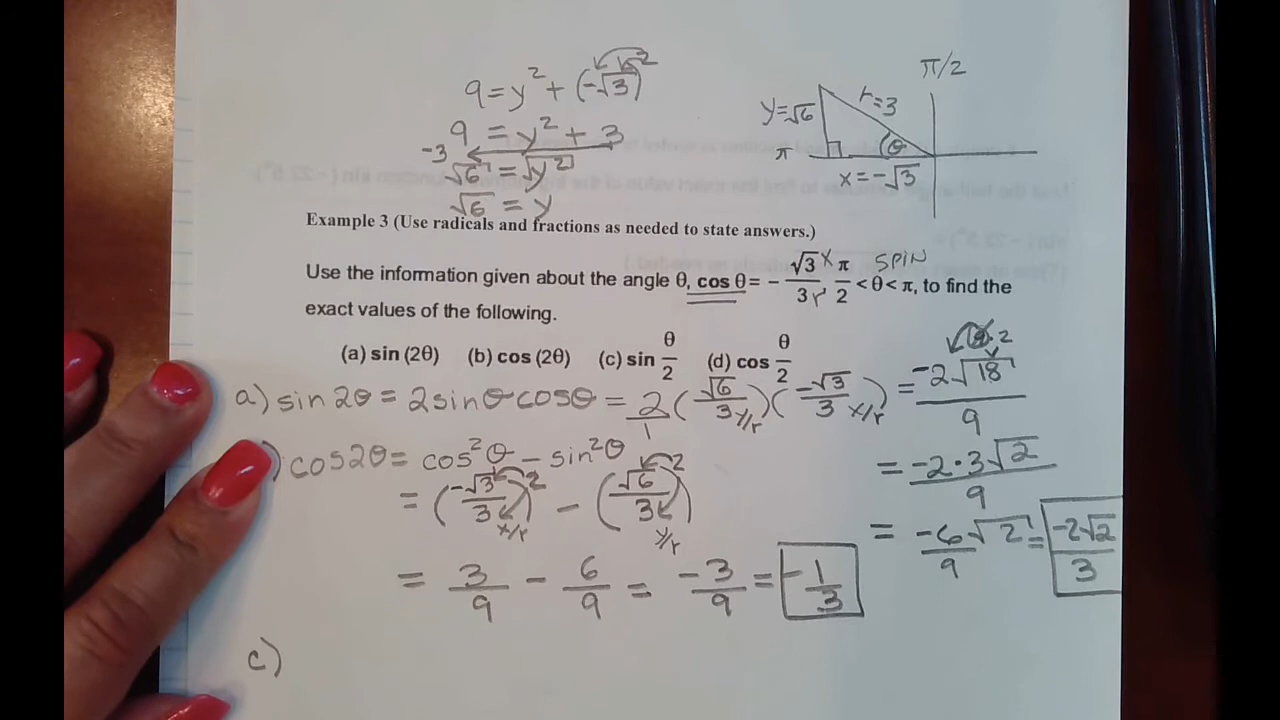 9 = y² + (-√3)²
9 = y² + 3
-3
√6 = √y²
√6 = y
π/2
y=√6
r=3
θ
π
x=-√3
Example 3 (Use radicals and fractions as needed to state answers.)
Use the information given about the angle θ, cos θ = - √3/3, π/2 < θ < π, to find the
x
r
SPIN
exact values of the following.
(a) sin (2θ) (b) cos (2θ) (c) sin θ/2 (d) cos θ/2
a) sin2θ = 2sinθcosθ = 2/1 (√6/3 y/r)(-√3/3 x/r) = -2√18/9
9·2
= -2·3√2/9
= -6√2/9 = -2√2/3
) cos2θ = cos²θ - sin²θ
= (-√3/3)² - (√6/3)²
x/r
y/r
= 3/9 - 6/9 = -3/9 = -1/3
c)